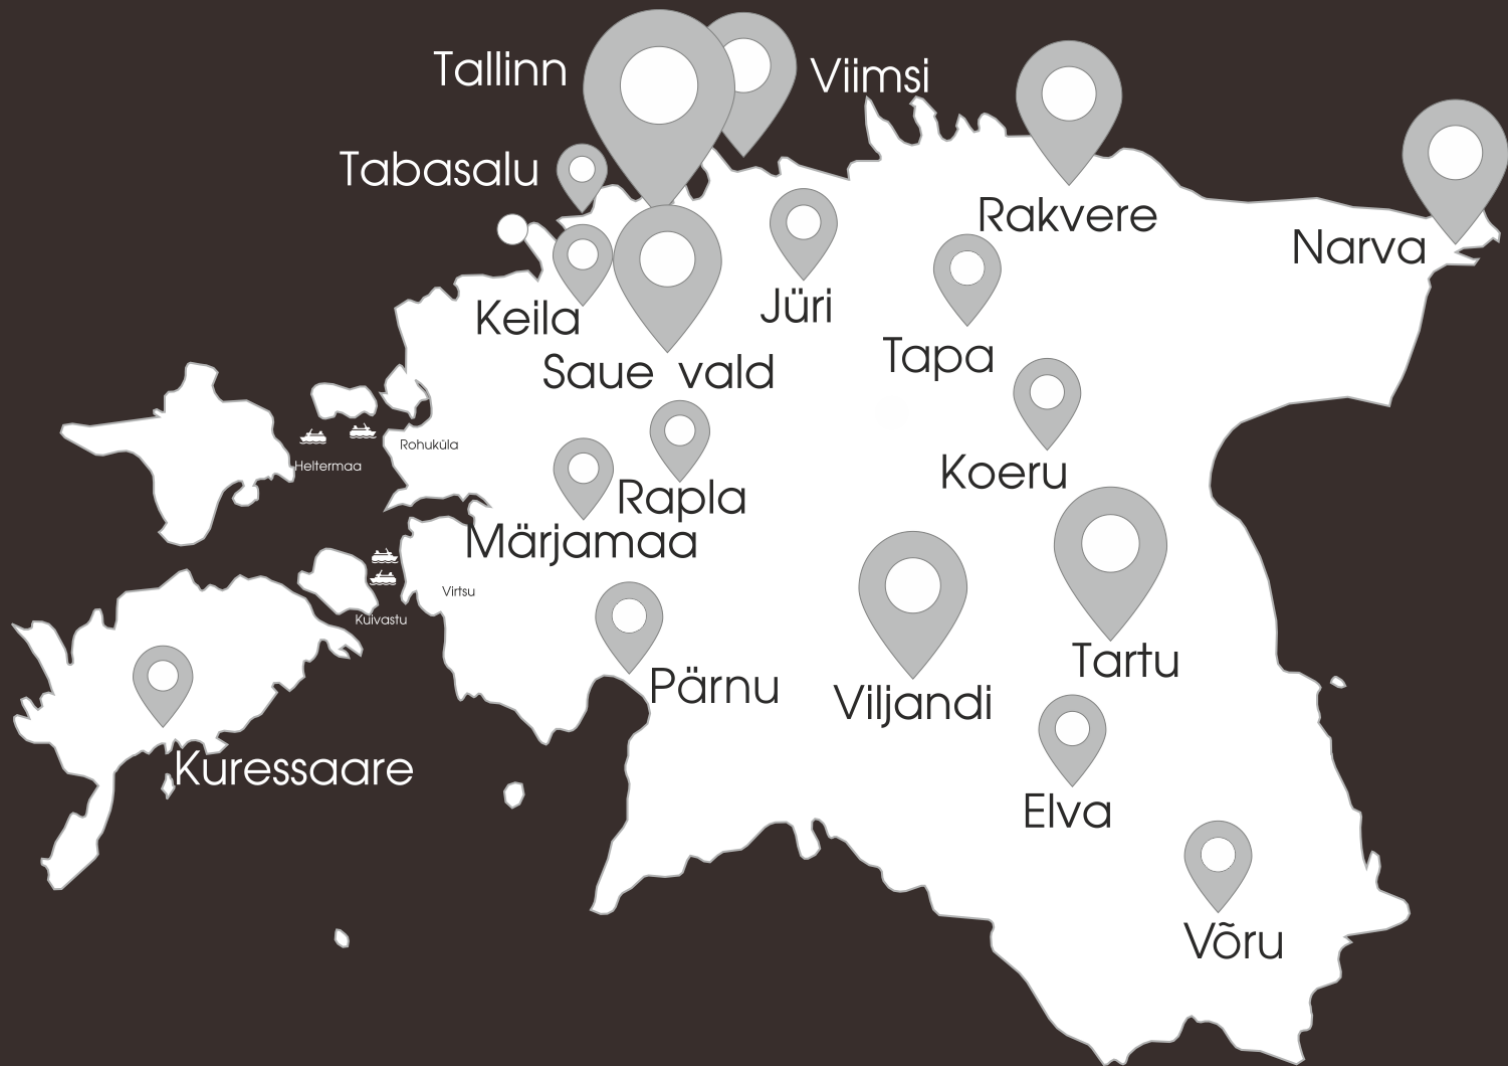 Tallinn
Viimsi
Tabasalu
Rakvere
Narva
Keila
Jüri
Tapa
Saue vald
Rohuküla
Heltermaa
Koeru
Rapla
Märjamaa
Virtsu
Kuivastu
Tartu
Pärnu
Viljandi
Kuressaare
Elva
Võru